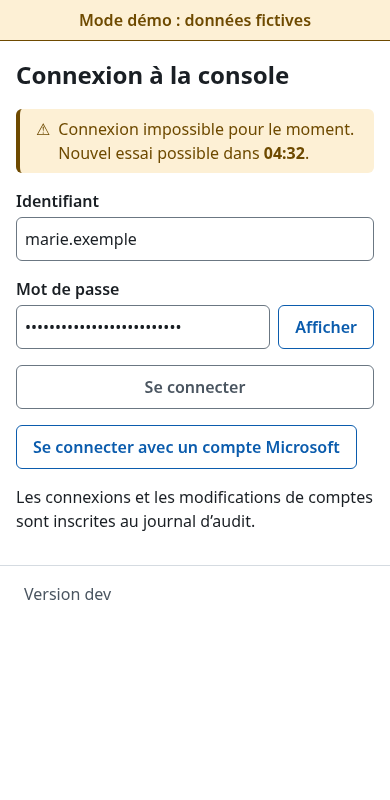 Mode démo : données fictives
Connexion à la console
⚠ Connexion impossible pour le moment.
Nouvel essai possible dans 04:32.
Identifiant
marie.exemple
Mot de passe
••••••••••••••••••••••••••
Afficher
Se connecter
Se connecter avec un compte Microsoft
Les connexions et les modifications de comptes
sont inscrites au journal d’audit.
Version dev